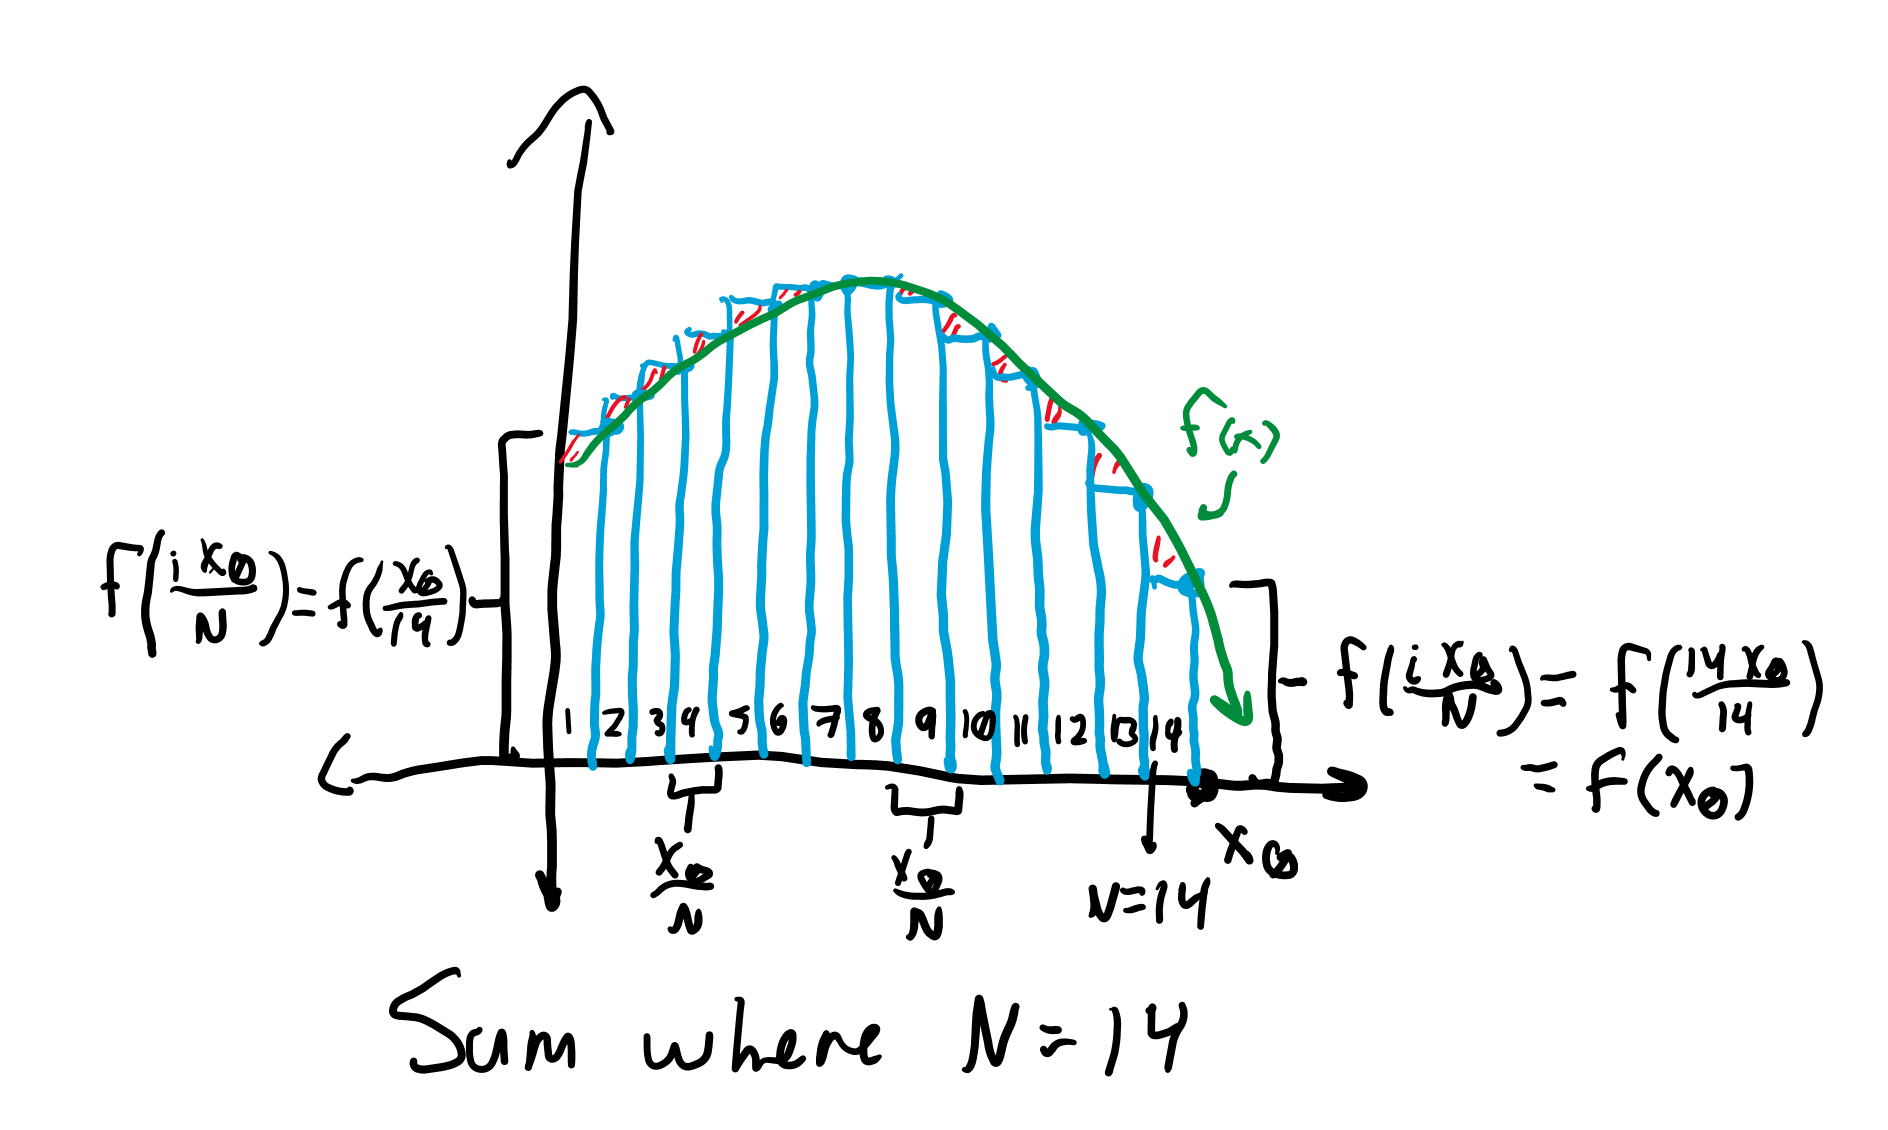 f(x)
f(i X0/N) = f(X0/14)
f(i X0/N) = f(14 X0/14)
= f(X0)
1 2 3 4 5 6 7 8 9 10 11 12 13 14
X0/N
X0/N
N=14
X0
Sum where N=14